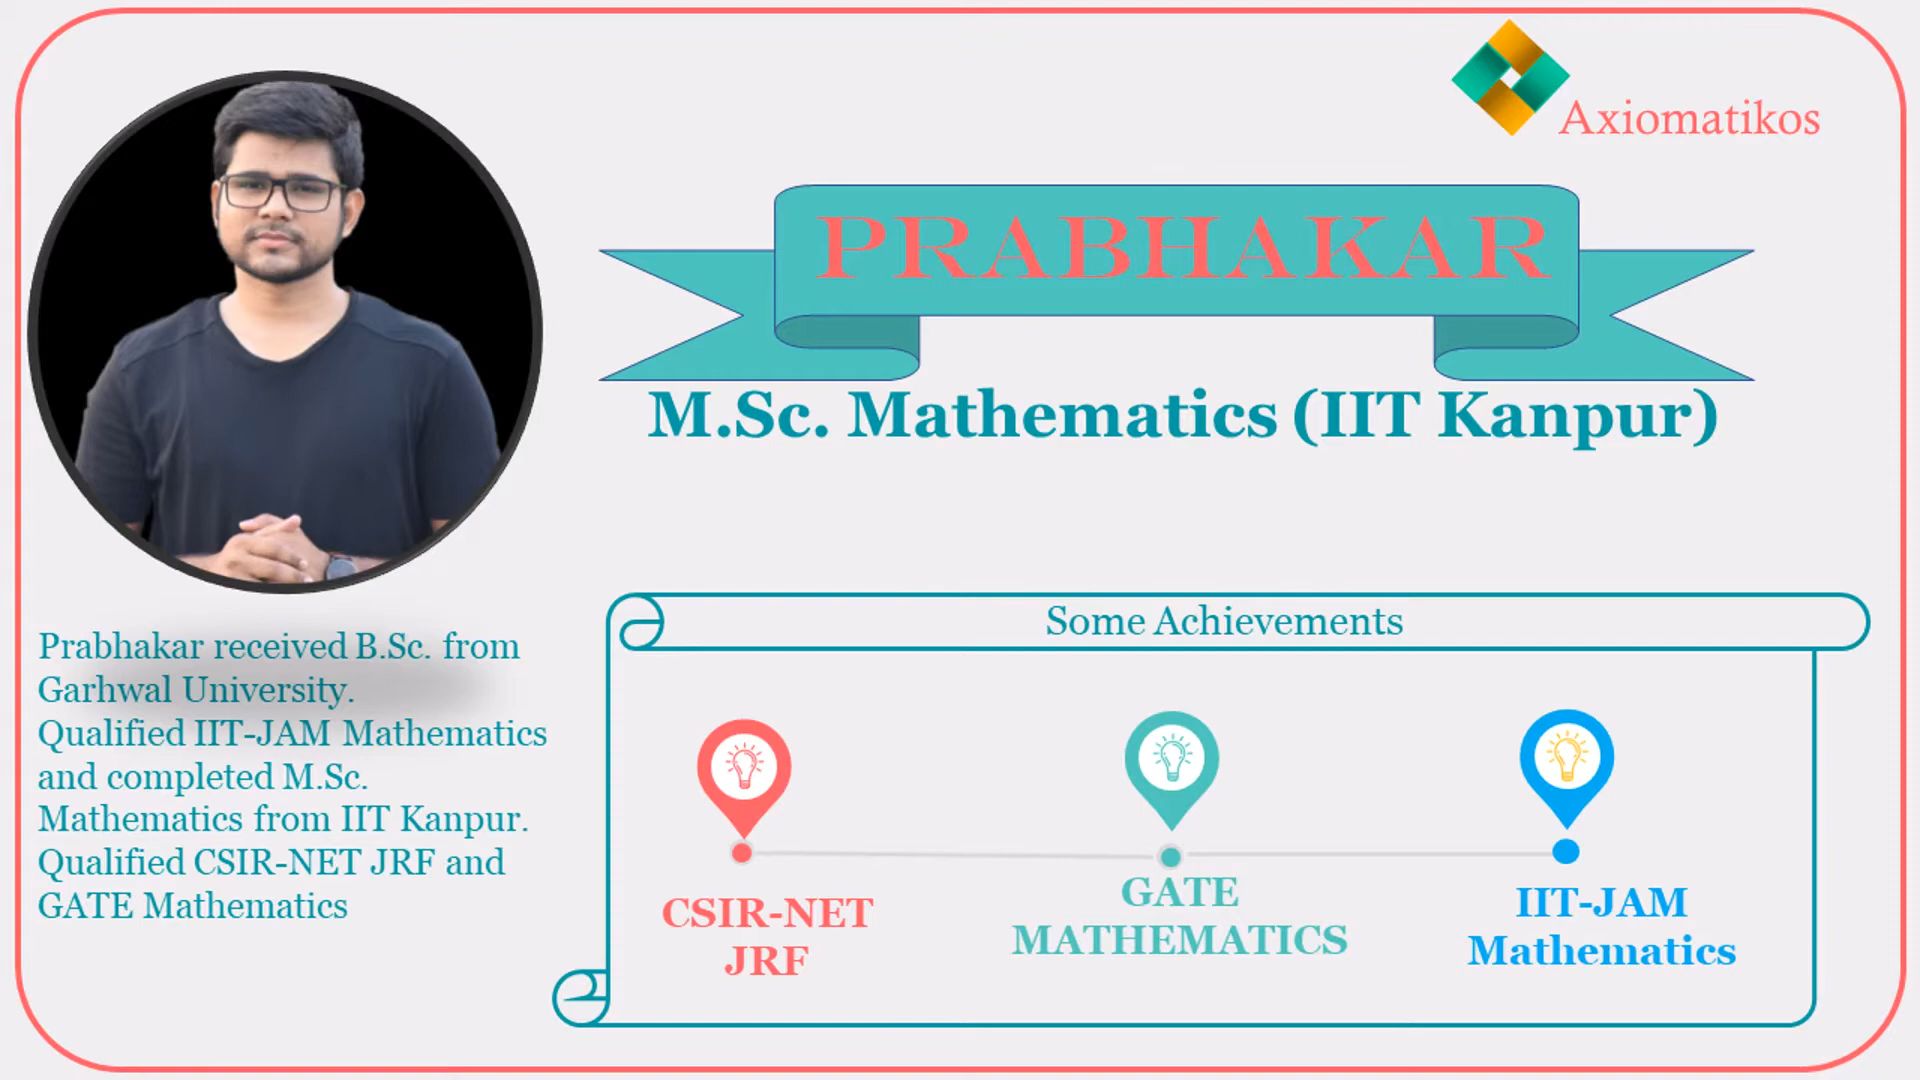 Axiomatikos
PRABHAKAR
M.Sc. Mathematics (IIT Kanpur)
Prabhakar received B.Sc. from
Garhwal University.
Qualified IIT-JAM Mathematics
and completed M.Sc.
Mathematics from IIT Kanpur.
Qualified CSIR-NET JRF and
GATE Mathematics
Some Achievements
CSIR-NET
JRF
GATE
MATHEMATICS
IIT-JAM
Mathematics